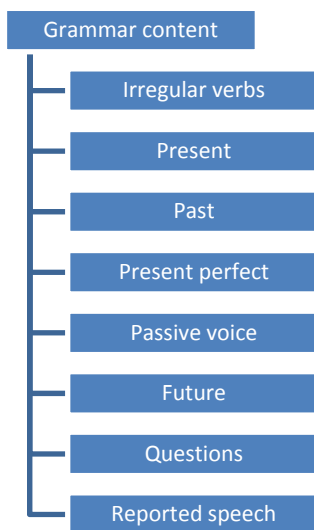 Grammar content
Irregular verbs
Present
Past
Present perfect
Passive voice
Future
Questions
Reported speech